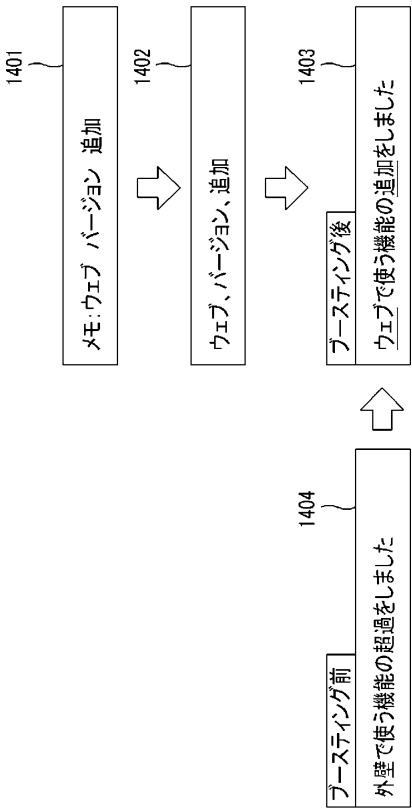 1401
メモ：ウェブ バージョン 追加
1402
ウェブ、バージョン、追加
1404
ブースティング前
外壁で使う機能の超過をしました
1403
ブースティング後
ウェブで使う機能の追加をしました